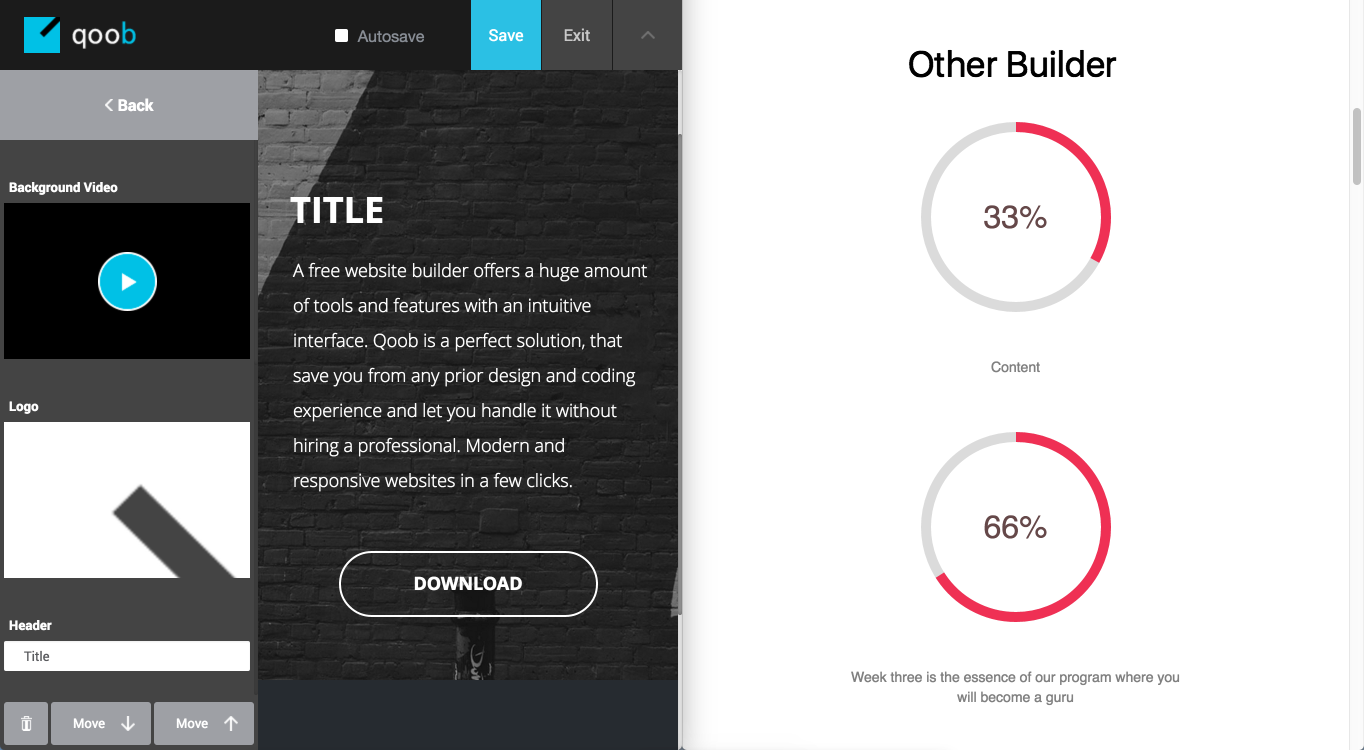 qoob
Autosave
Save
Exit
Back
Background Video
Logo
Header
Title
Move
Move
TITLE
A free website builder offers a huge amount
of tools and features with an intuitive
interface. Qoob is a perfect solution, that
save you from any prior design and coding
experience and let you handle it without
hiring a professional. Modern and
responsive websites in a few clicks.
DOWNLOAD
Other Builder
33%
Content
66%
Week three is the essence of our program where you
will become a guru